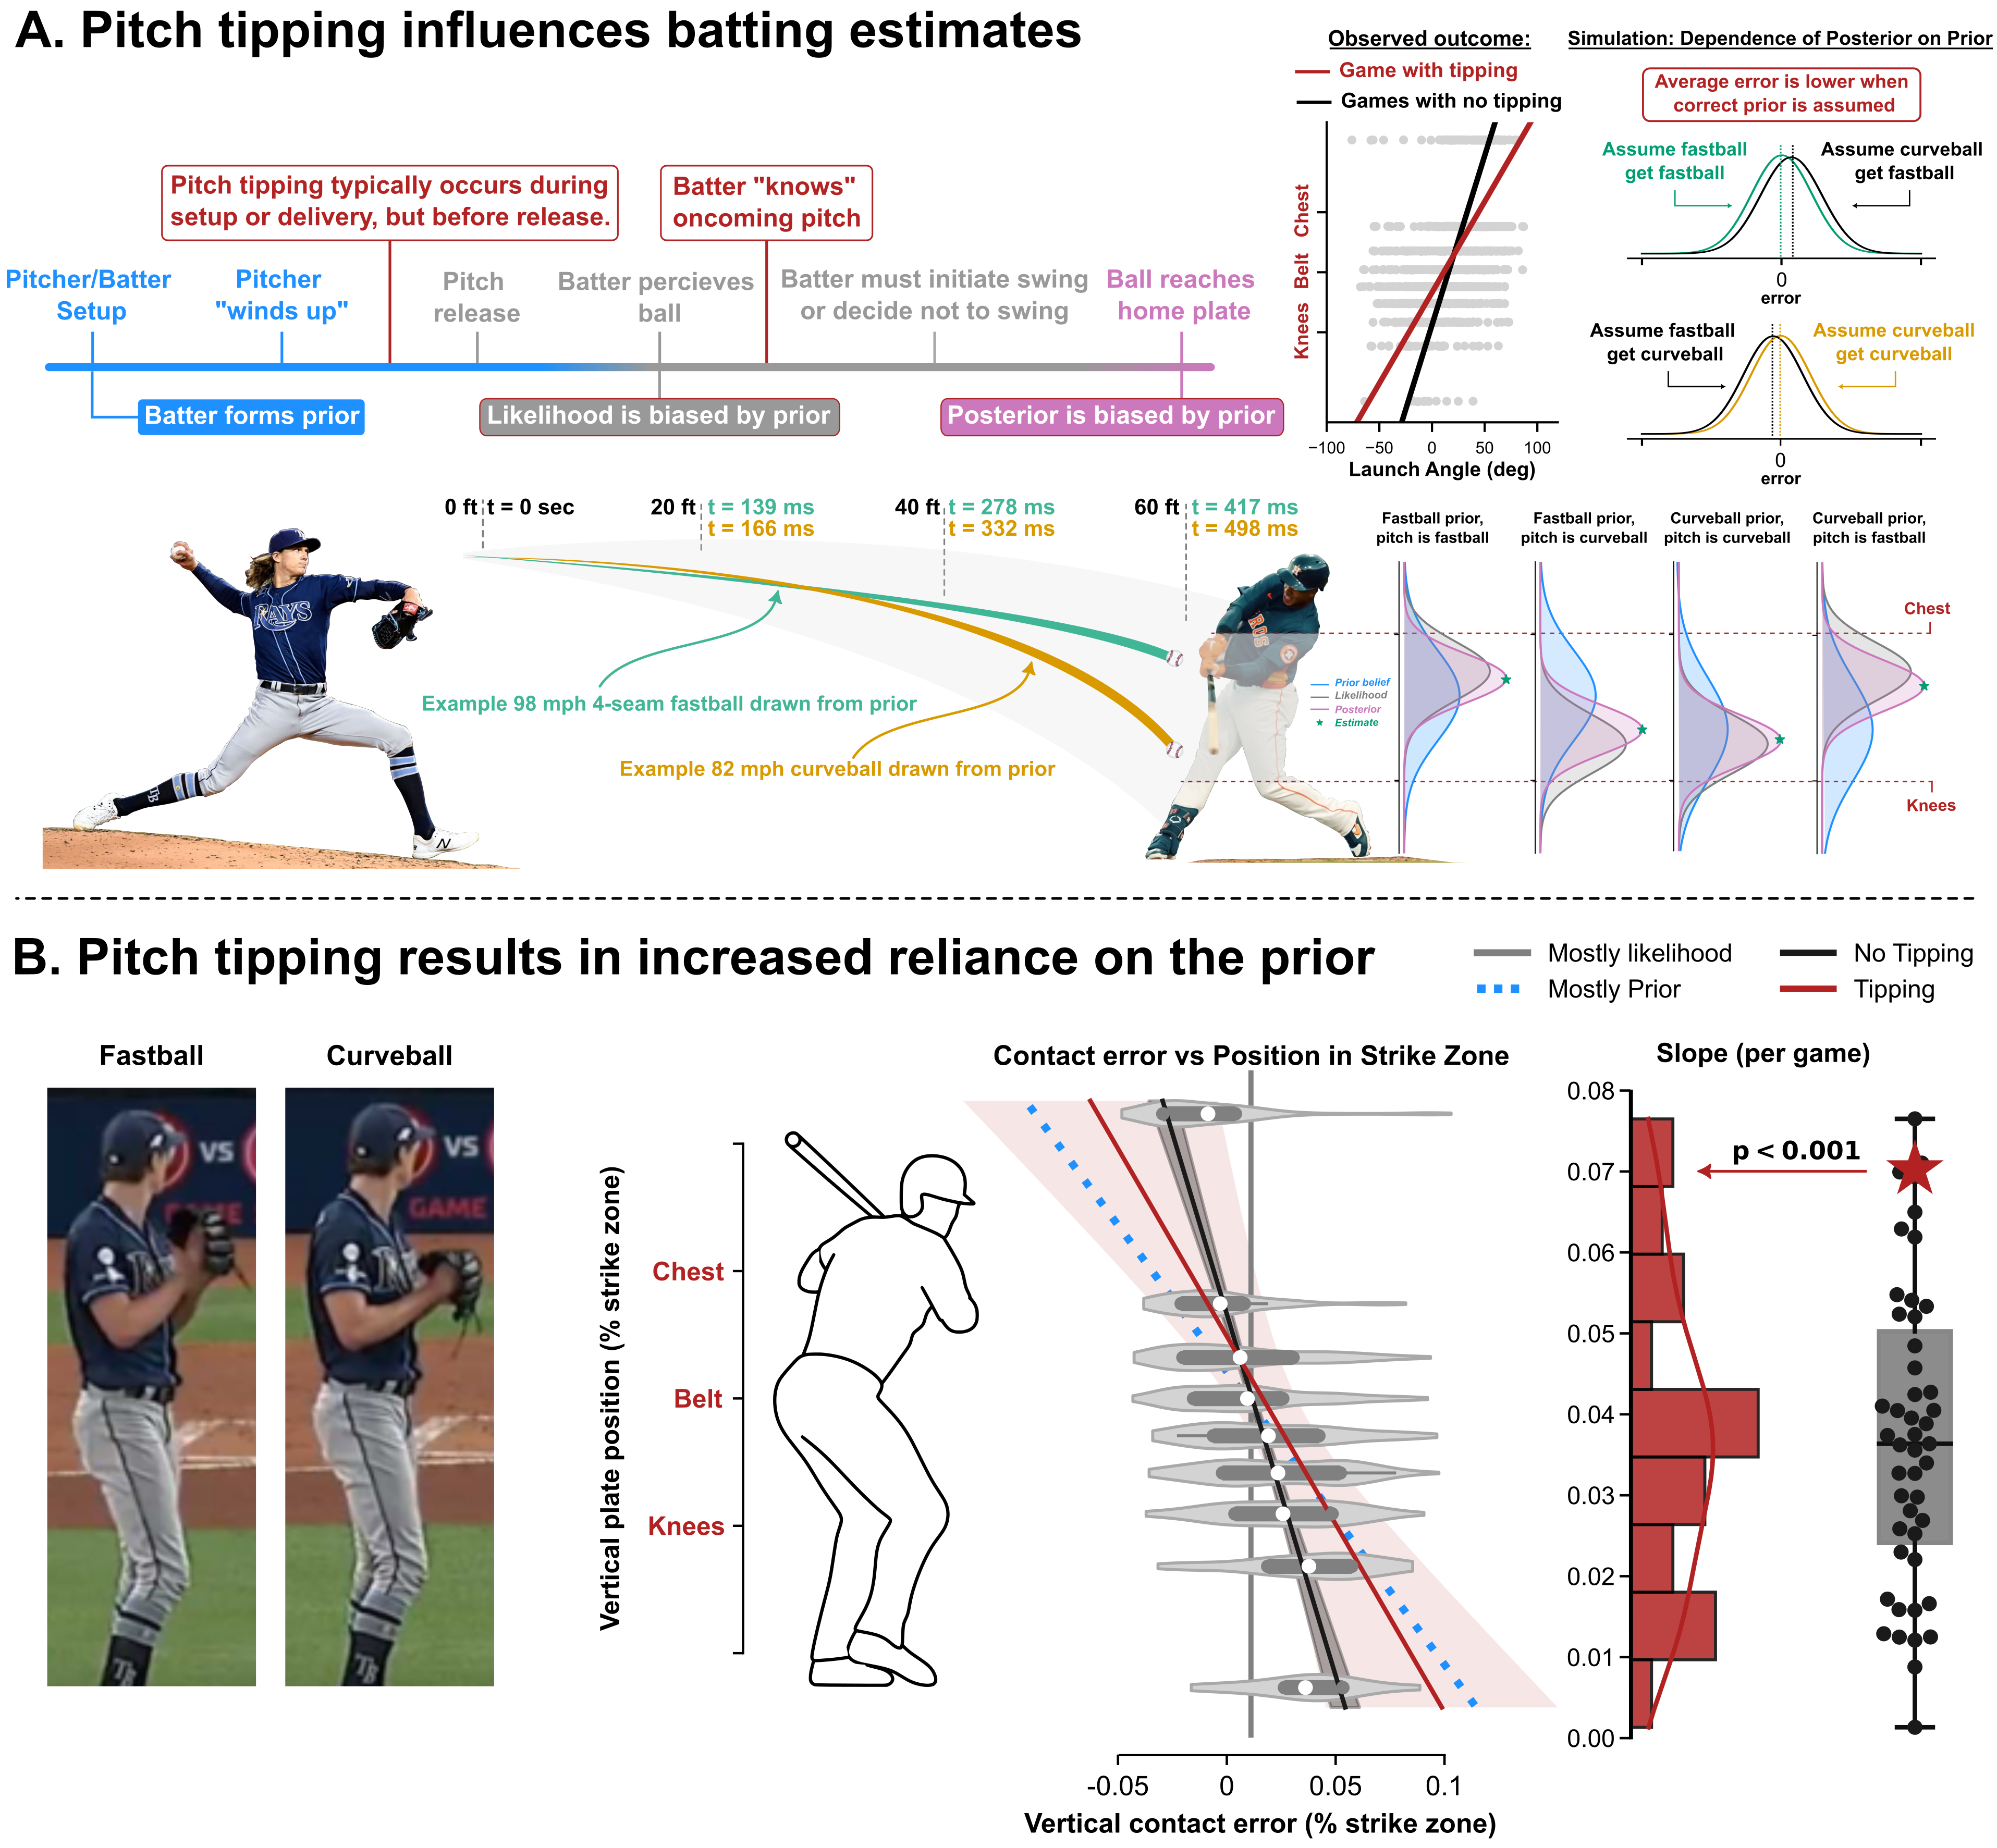 A. Pitch tipping influences batting estimates
Observed outcome:
Game with tipping
Games with no tipping
Simulation: Dependence of Posterior on Prior
Average error is lower when
correct prior is assumed
Pitch tipping typically occurs during
setup or delivery, but before release.
Batter "knows"
oncoming pitch
Pitcher/Batter
Setup
Pitcher
"winds up"
Pitch
release
Batter percieves
ball
Batter must initiate swing
or decide not to swing
Ball reaches
home plate
Batter forms prior
Likelihood is biased by prior
Posterior is biased by prior
Chest
Belt
Knees
−100 −50 0 50 100
Launch Angle (deg)
Assume fastball
get fastball
Assume curveball
get fastball
0
error
Assume fastball
get curveball
Assume curveball
get curveball
0
error
0 ft t = 0 sec
20 ft t = 139 ms
t = 166 ms
40 ft t = 278 ms
t = 332 ms
60 ft t = 417 ms
t = 498 ms
RAYS
TB
N
Example 98 mph 4-seam fastball drawn from prior
Example 82 mph curveball drawn from prior
Fastball prior,
pitch is fastball
Fastball prior,
pitch is curveball
Curveball prior,
pitch is curveball
Curveball prior,
pitch is fastball
Prior belief
Likelihood
Posterior
Estimate
Chest
Knees
B. Pitch tipping results in increased reliance on the prior
Mostly likelihood
Mostly Prior
No Tipping
Tipping
Fastball
Curveball
VS
VS
GAME
TB
TB
Vertical plate position (% strike zone)
Chest
Belt
Knees
Contact error vs Position in Strike Zone
-0.05 0 0.05 0.1
Vertical contact error (% strike zone)
Slope (per game)
0.08
0.07
0.06
0.05
0.04
0.03
0.02
0.01
0.00
p < 0.001